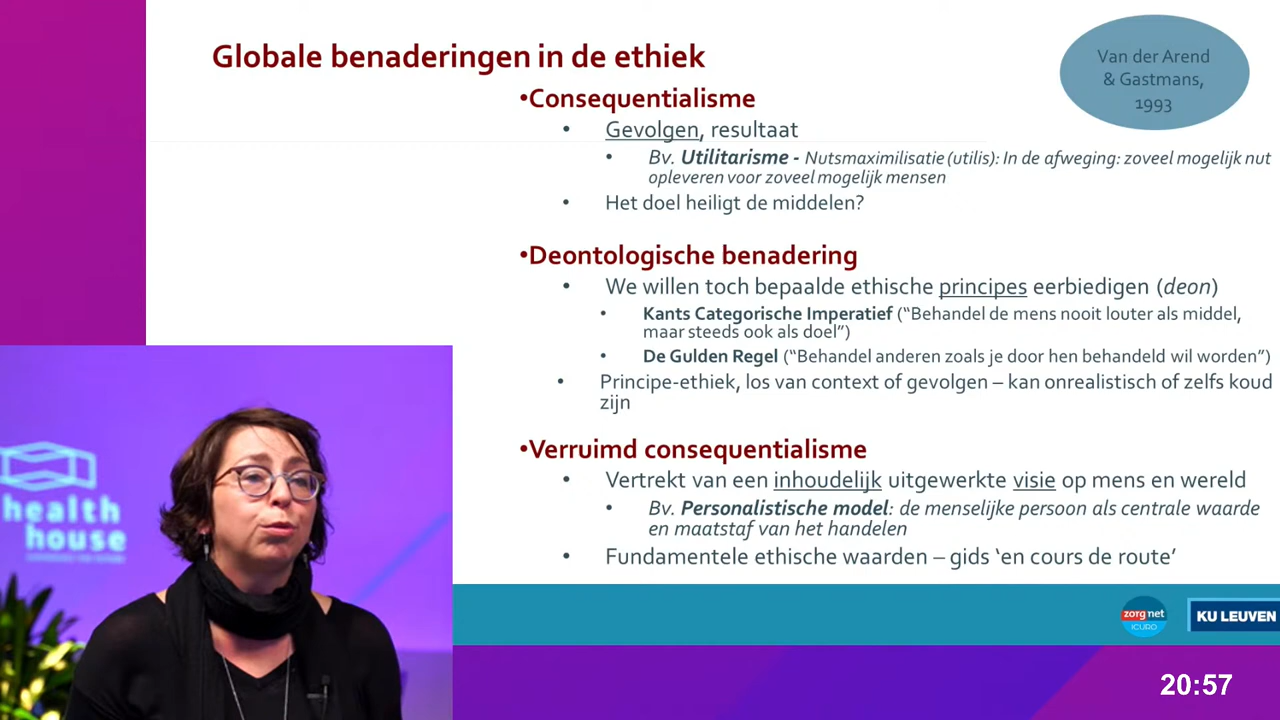 Globale benaderingen in de ethiek
Van der Arend
& Gastmans,
1993
•Consequentialisme
• Gevolgen, resultaat
• Bv. Utilitarisme - Nutsmaximilisatie (utilis): In de afweging: zoveel mogelijk nut
opleveren voor zoveel mogelijk mensen
• Het doel heiligt de middelen?
•Deontologische benadering
• We willen toch bepaalde ethische principes eerbiedigen (deon)
• Kants Categorische Imperatief (“Behandel de mens nooit louter als middel,
maar steeds ook als doel”)
• De Gulden Regel (“Behandel anderen zoals je door hen behandeld wil worden”)
• Principe-ethiek, los van context of gevolgen – kan onrealistisch of zelfs koud
zijn
•Verruimd consequentialisme
• Vertrekt van een inhoudelijk uitgewerkte visie op mens en wereld
• Bv. Personalistische model: de menselijke persoon als centrale waarde
en maatstaf van het handelen
• Fundamentele ethische waarden – gids ‘en cours de route’
health
house
zorgnet
ICURO
KU LEUVEN
20:57